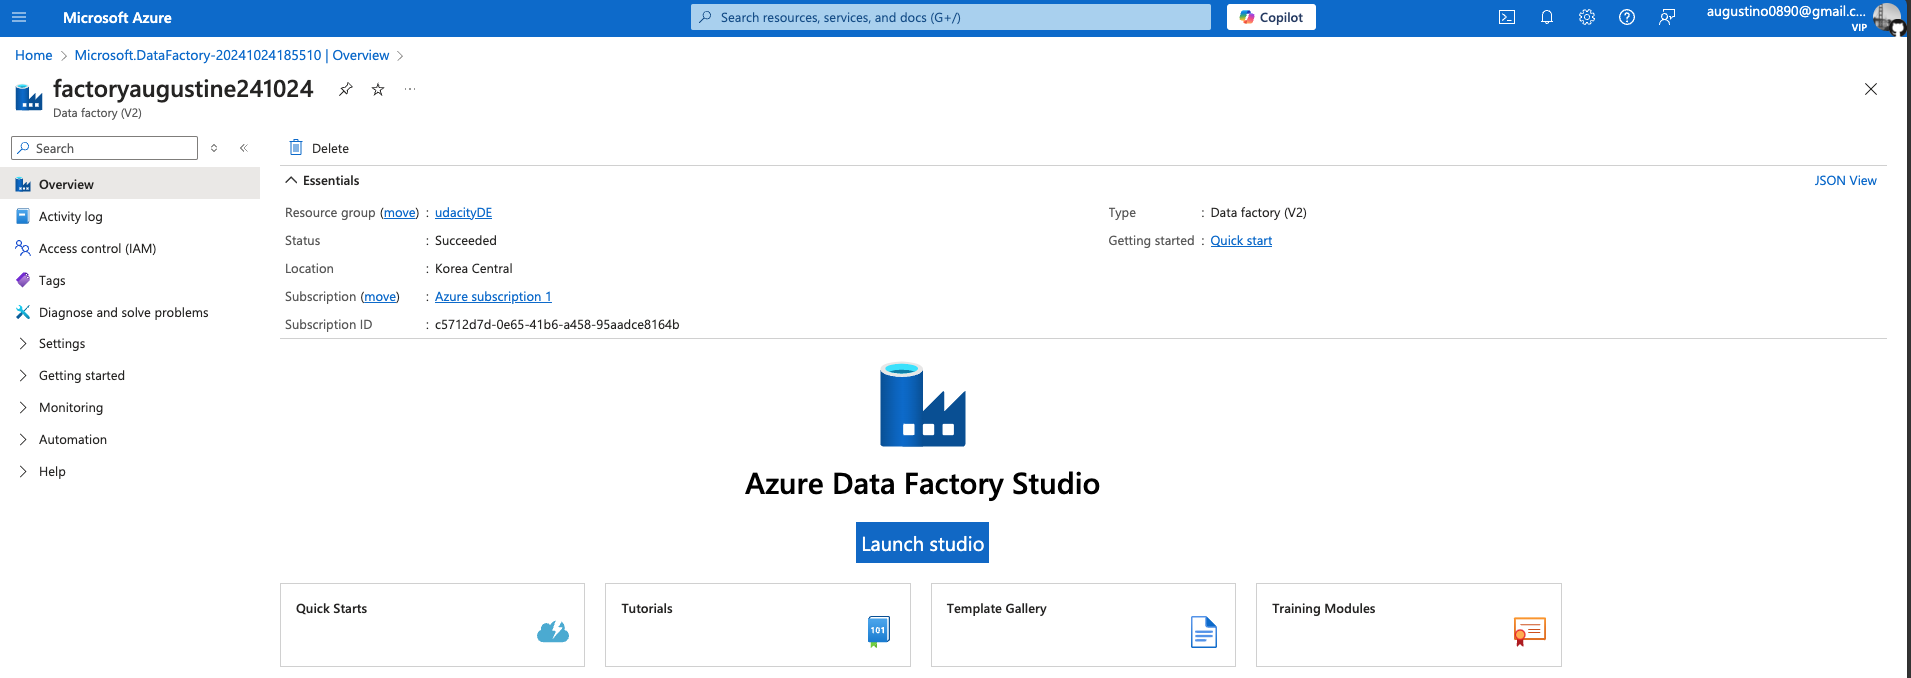 Microsoft Azure
Search resources, services, and docs (G+/)
Copilot
augustino0890@gmail.c...
VIP
Home > Microsoft.DataFactory-20241024185510 | Overview >
factoryaugustine241024
Data factory (V2)
Search
Overview
Activity log
Access control (IAM)
Tags
Diagnose and solve problems
Settings
Getting started
Monitoring
Automation
Help
Delete
Essentials
JSON View
Resource group (move) : udacityDE
Status : Succeeded
Location : Korea Central
Subscription (move) : Azure subscription 1
Subscription ID : c5712d7d-0e65-41b6-a458-95aadce8164b
Type : Data factory (V2)
Getting started : Quick start
Azure Data Factory Studio
Launch studio
Quick Starts
Tutorials
101
Template Gallery
Training Modules